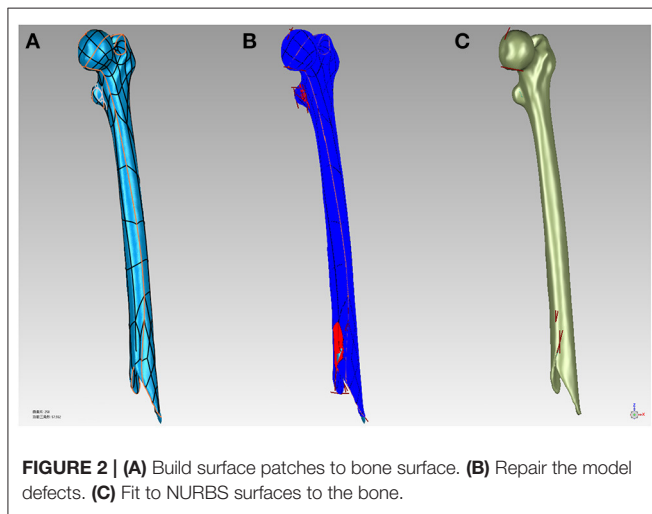 A
B
C
FIGURE 2 | (A) Build surface patches to bone surface. (B) Repair the model
defects. (C) Fit to NURBS surfaces to the bone.